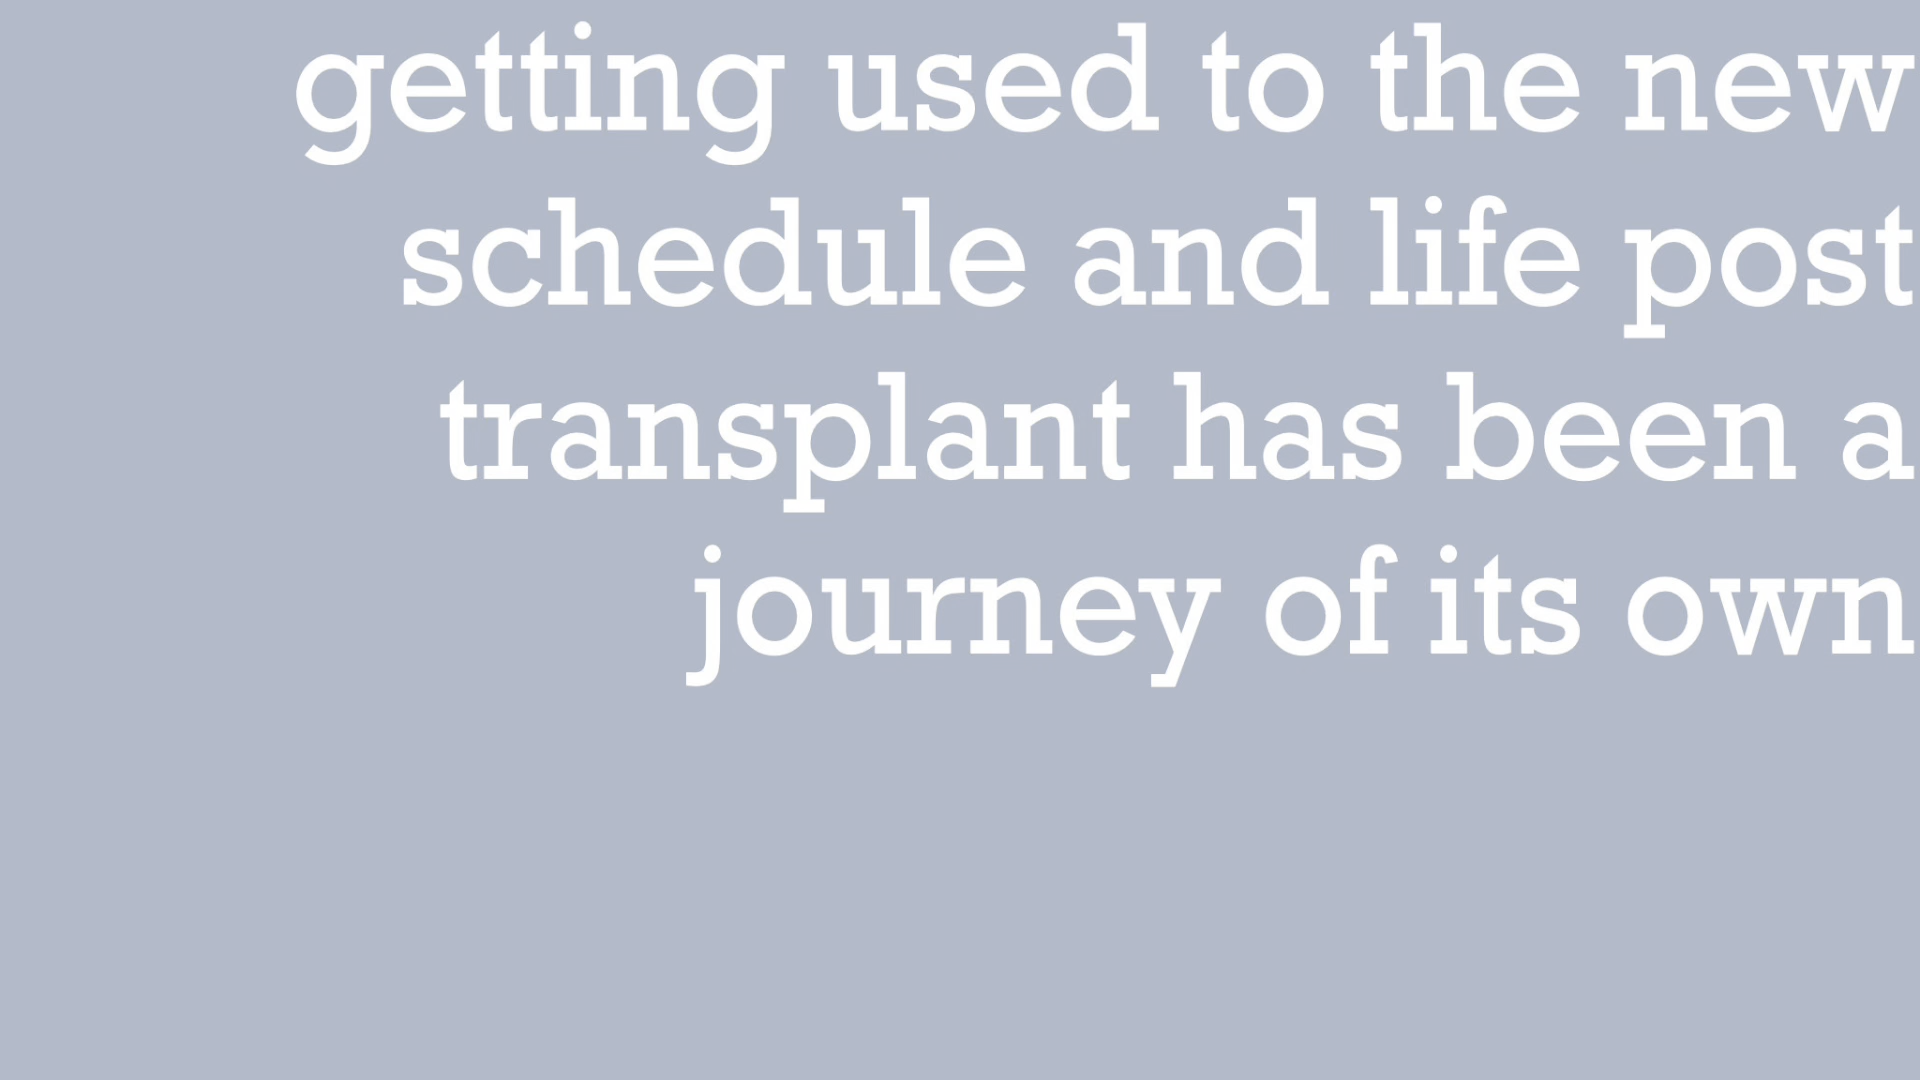 getting used to the new
schedule and life post
transplant has been a
journey of its own